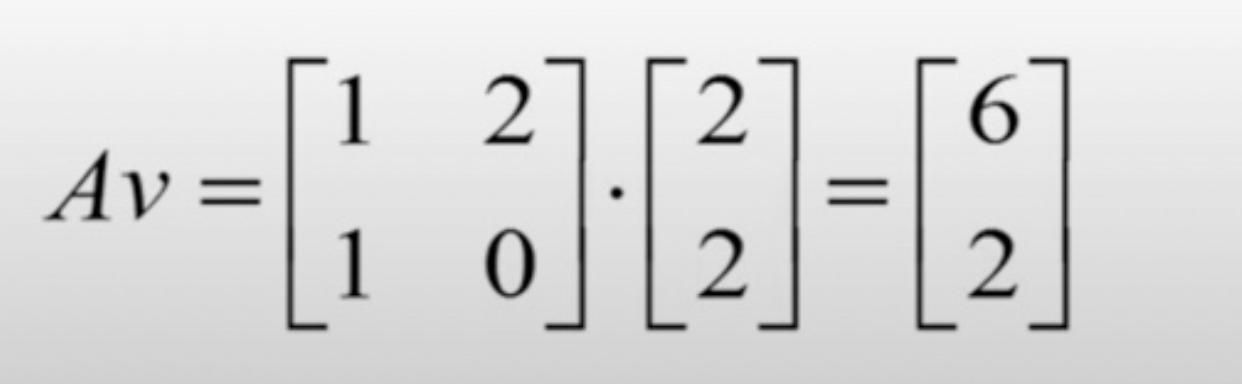 Av = [1 2; 1 0] · [2; 2] = [6; 2]